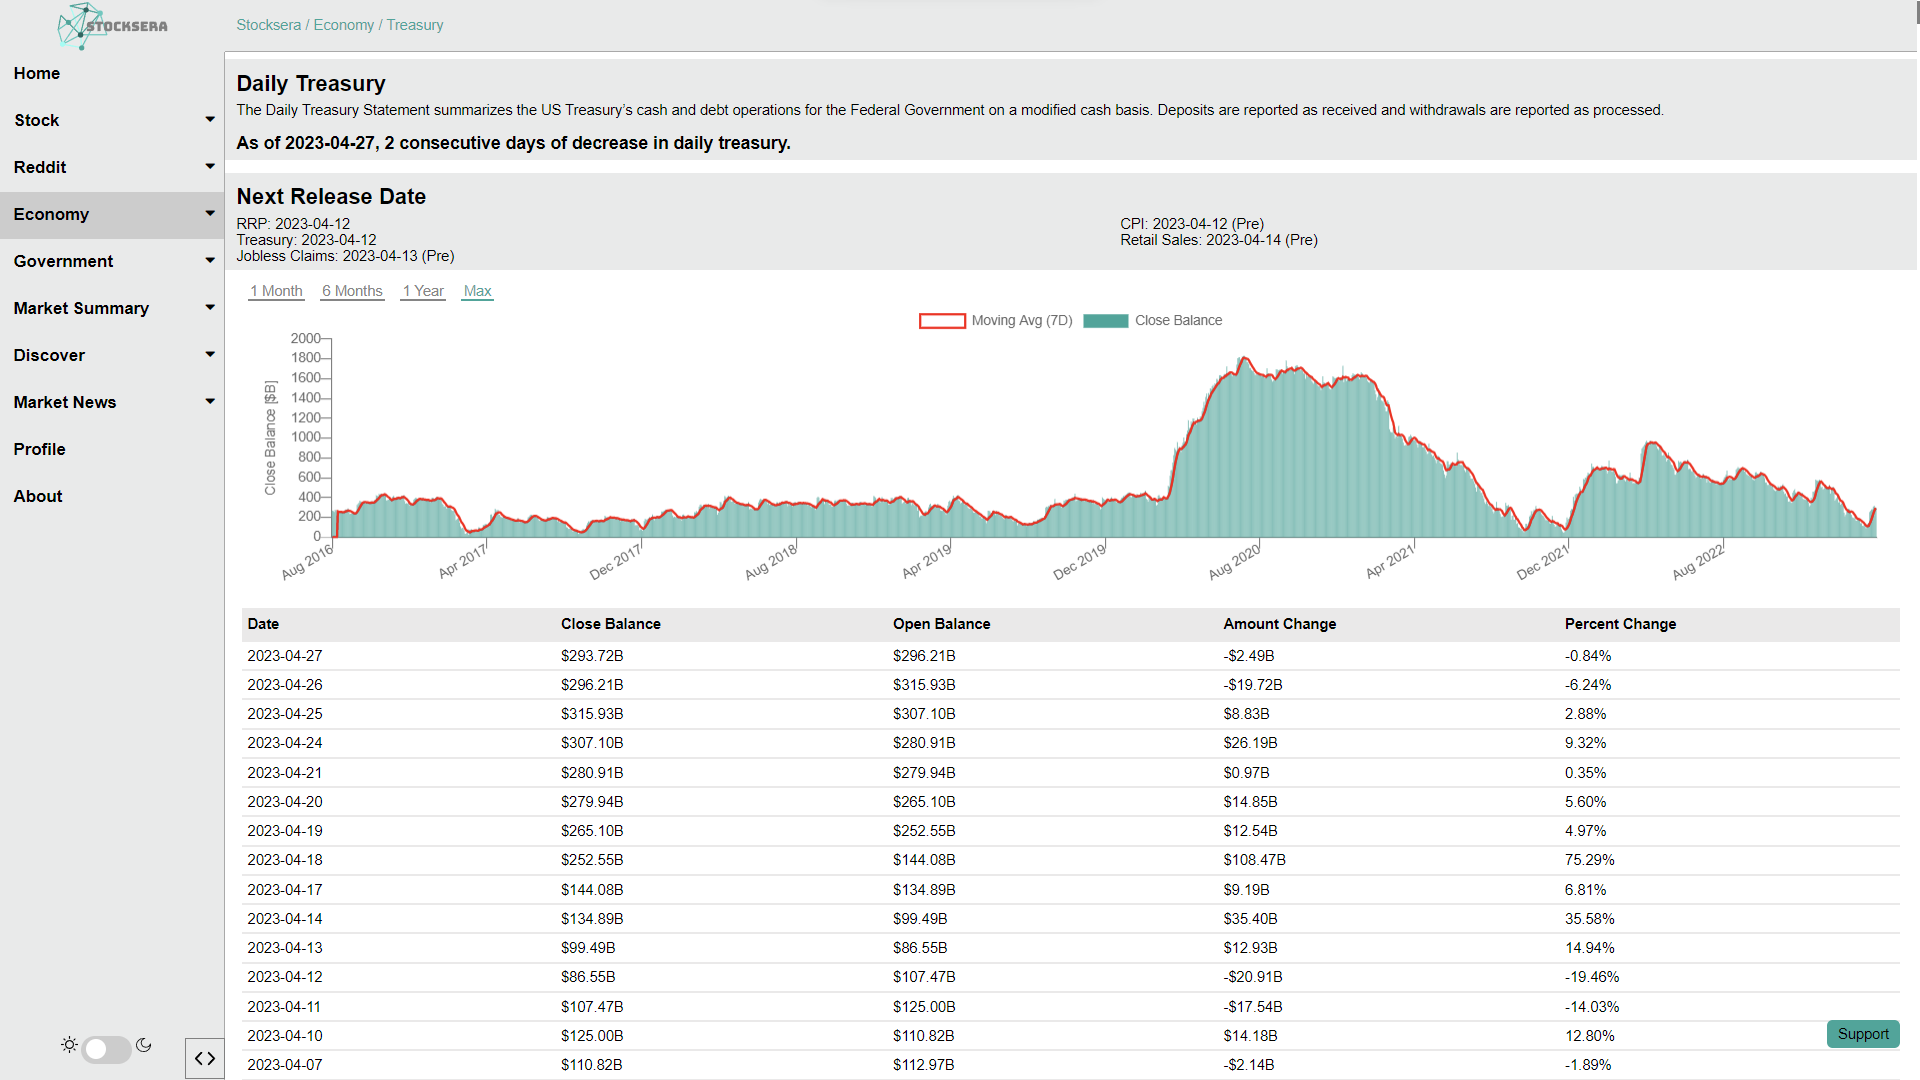 STOCKSERA
Stocksera / Economy / Treasury
Home
Stock
Reddit
Economy
Government
Market Summary
Discover
Market News
Profile
About
Daily Treasury
The Daily Treasury Statement summarizes the US Treasury's cash and debt operations for the Federal Government on a modified cash basis. Deposits are reported as received and withdrawals are reported as processed.
As of 2023-04-27, 2 consecutive days of decrease in daily treasury.
Next Release Date
RRP: 2023-04-12
Treasury: 2023-04-12
Jobless Claims: 2023-04-13 (Pre)
CPI: 2023-04-12 (Pre)
Retail Sales: 2023-04-14 (Pre)
1 Month 6 Months 1 Year Max
Moving Avg (7D) Close Balance
Close Balance [$B]
2000
1800
1600
1400
1200
1000
800
600
400
200
0
Aug 2016 Apr 2017 Dec 2017 Aug 2018 Apr 2019 Dec 2019 Aug 2020 Apr 2021 Dec 2021 Aug 2022
Date Close Balance Open Balance Amount Change Percent Change
2023-04-27 $293.72B $296.21B -$2.49B -0.84%
2023-04-26 $296.21B $315.93B -$19.72B -6.24%
2023-04-25 $315.93B $307.10B $8.83B 2.88%
2023-04-24 $307.10B $280.91B $26.19B 9.32%
2023-04-21 $280.91B $279.94B $0.97B 0.35%
2023-04-20 $279.94B $265.10B $14.85B 5.60%
2023-04-19 $265.10B $252.55B $12.54B 4.97%
2023-04-18 $252.55B $144.08B $108.47B 75.29%
2023-04-17 $144.08B $134.89B $9.19B 6.81%
2023-04-14 $134.89B $99.49B $35.40B 35.58%
2023-04-13 $99.49B $86.55B $12.93B 14.94%
2023-04-12 $86.55B $107.47B -$20.91B -19.46%
2023-04-11 $107.47B $125.00B -$17.54B -14.03%
2023-04-10 $125.00B $110.82B $14.18B 12.80%
2023-04-07 $110.82B $112.97B -$2.14B -1.89%
Support